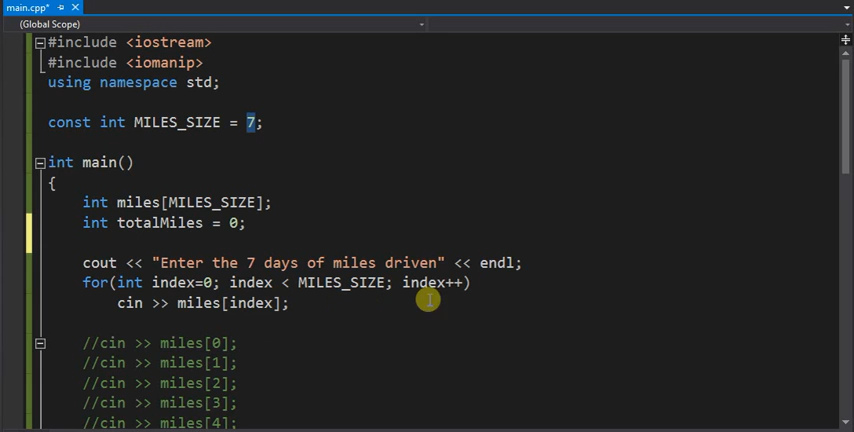 main.cpp*
(Global Scope)
#include <iostream>
#include <iomanip>
using namespace std;
const int MILES_SIZE = 7;
int main()
{
int miles[MILES_SIZE];
int totalMiles = 0;
cout << "Enter the 7 days of miles driven" << endl;
for(int index=0; index < MILES_SIZE; index++)
cin >> miles[index];
//cin >> miles[0];
//cin >> miles[1];
//cin >> miles[2];
//cin >> miles[3];
//cin >> miles[4];